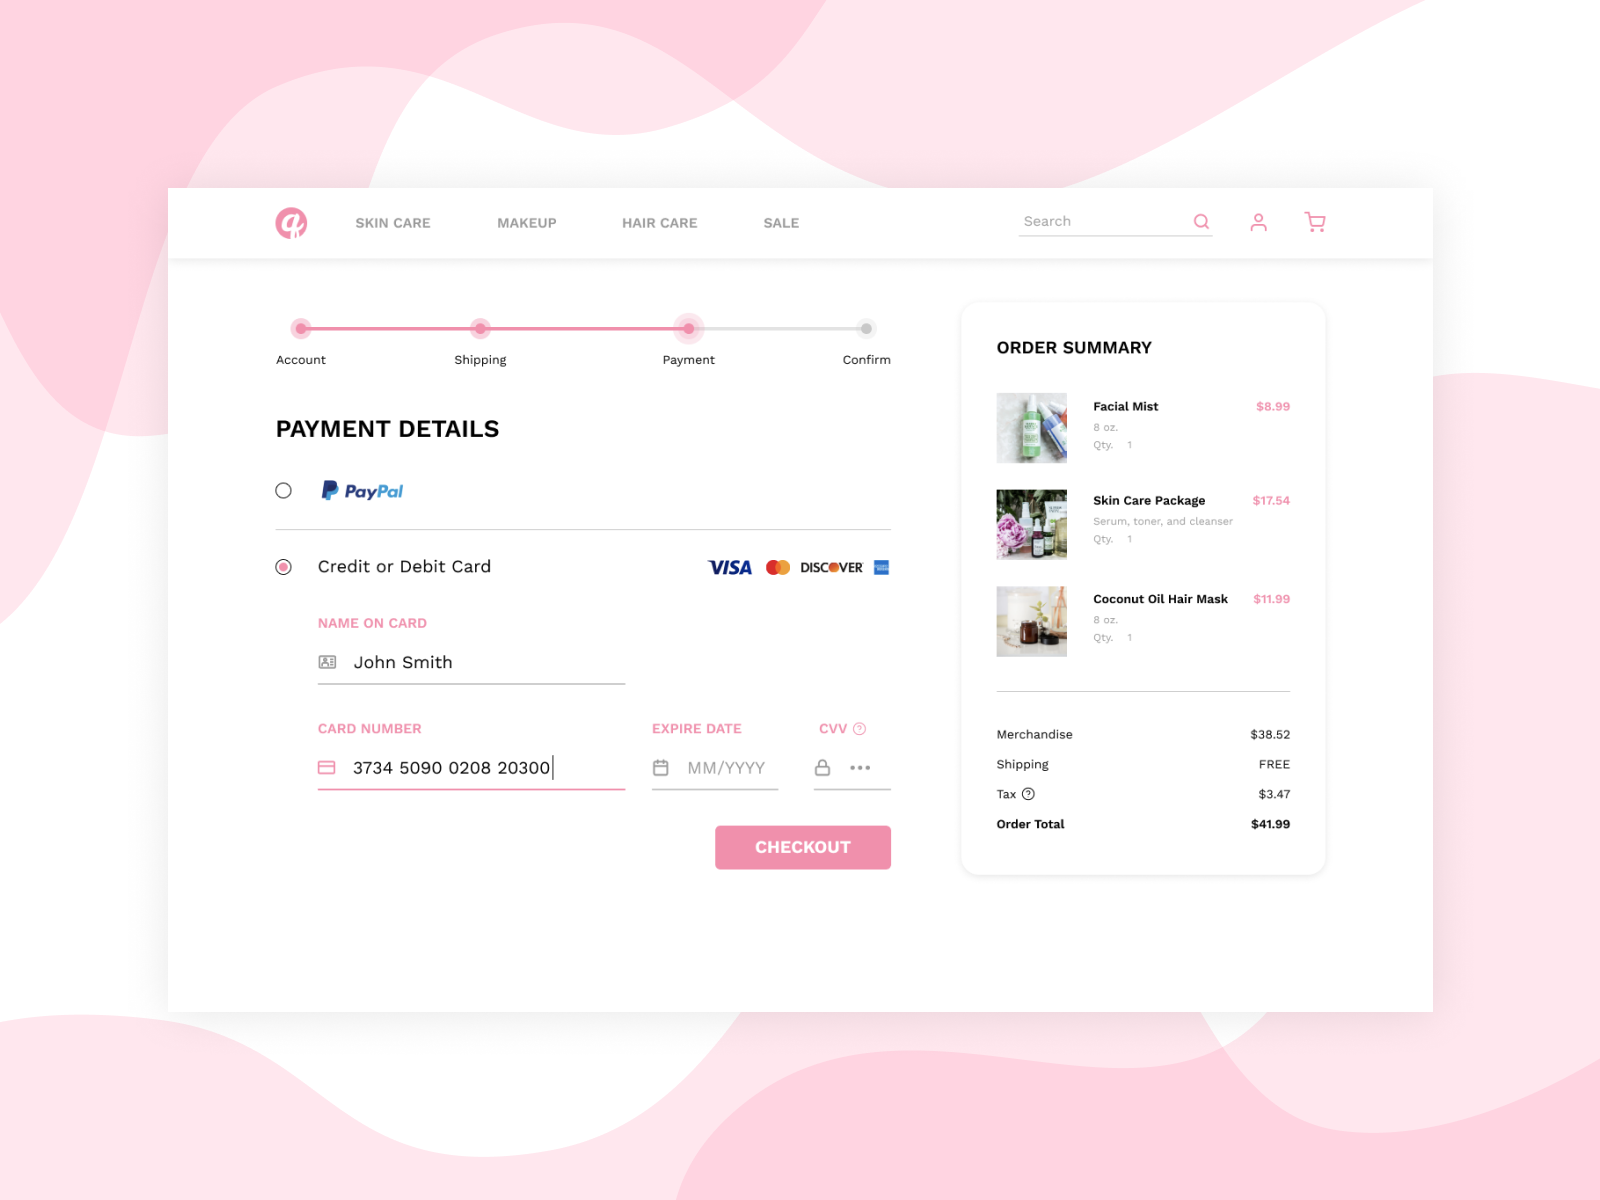 SKIN CARE MAKEUP HAIR CARE SALE Search
Account Shipping Payment Confirm
PAYMENT DETAILS
PayPal
Credit or Debit Card VISA DISCOVER
NAME ON CARD
John Smith
CARD NUMBER EXPIRE DATE CVV ?
3734 5090 0208 20300 MM/YYYY •••
CHECKOUT
ORDER SUMMARY
Facial Mist $8.99
8 oz.
Qty. 1
Skin Care Package $17.54
Serum, toner, and cleanser
Qty. 1
Coconut Oil Hair Mask $11.99
8 oz.
Qty. 1
Merchandise $38.52
Shipping FREE
Tax ? $3.47
Order Total $41.99